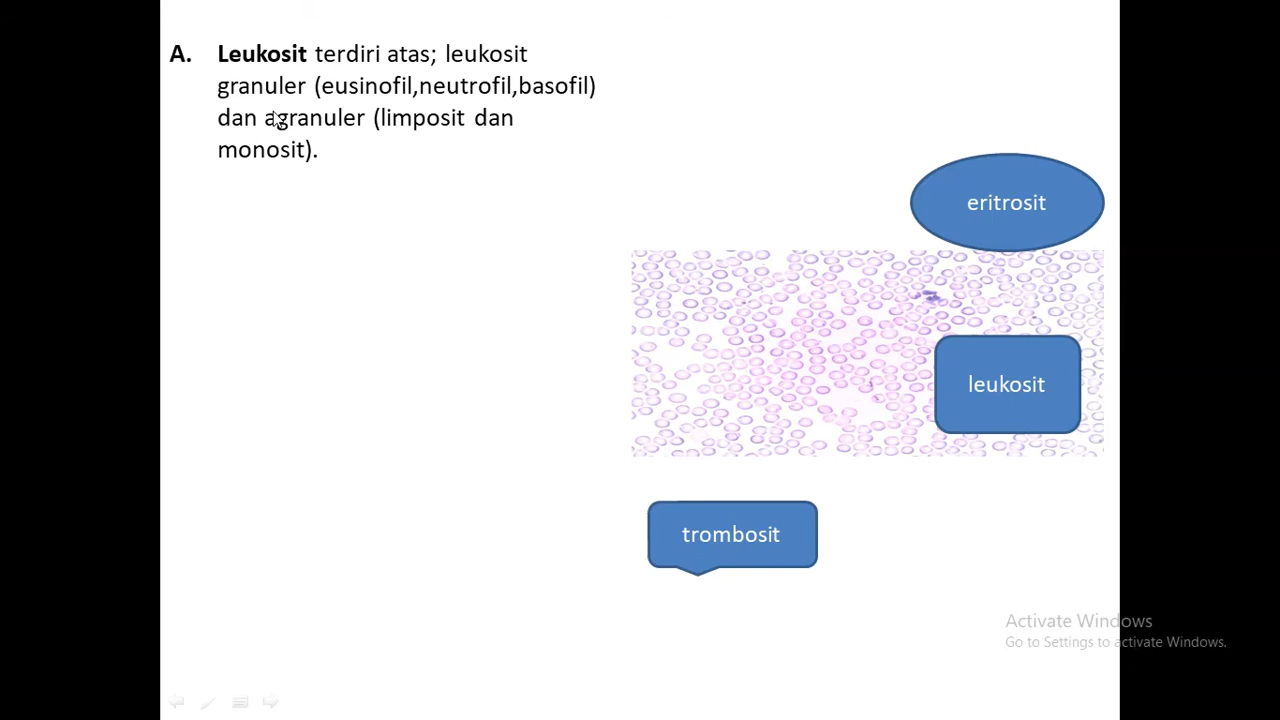 A. Leukosit terdiri atas; leukosit
granuler (eusinofil,neutrofil,basofil)
dan agranuler (limposit dan
monosit).
eritrosit
leukosit
trombosit
Activate Windows
Go to Settings to activate Windows.